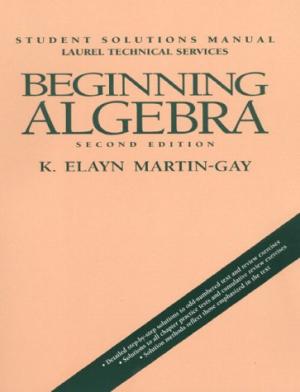 STUDENT SOLUTIONS MANUAL
LAUREL TECHNICAL SERVICES
BEGINNING
ALGEBRA
SECOND EDITION
K. ELAYN MARTIN-GAY
• Detailed step-by-step solutions to odd-numbered text and review exercises
• Solutions to all chapter practice tests and cumulative review exercises
• Solution methods reflect those emphasized in the text